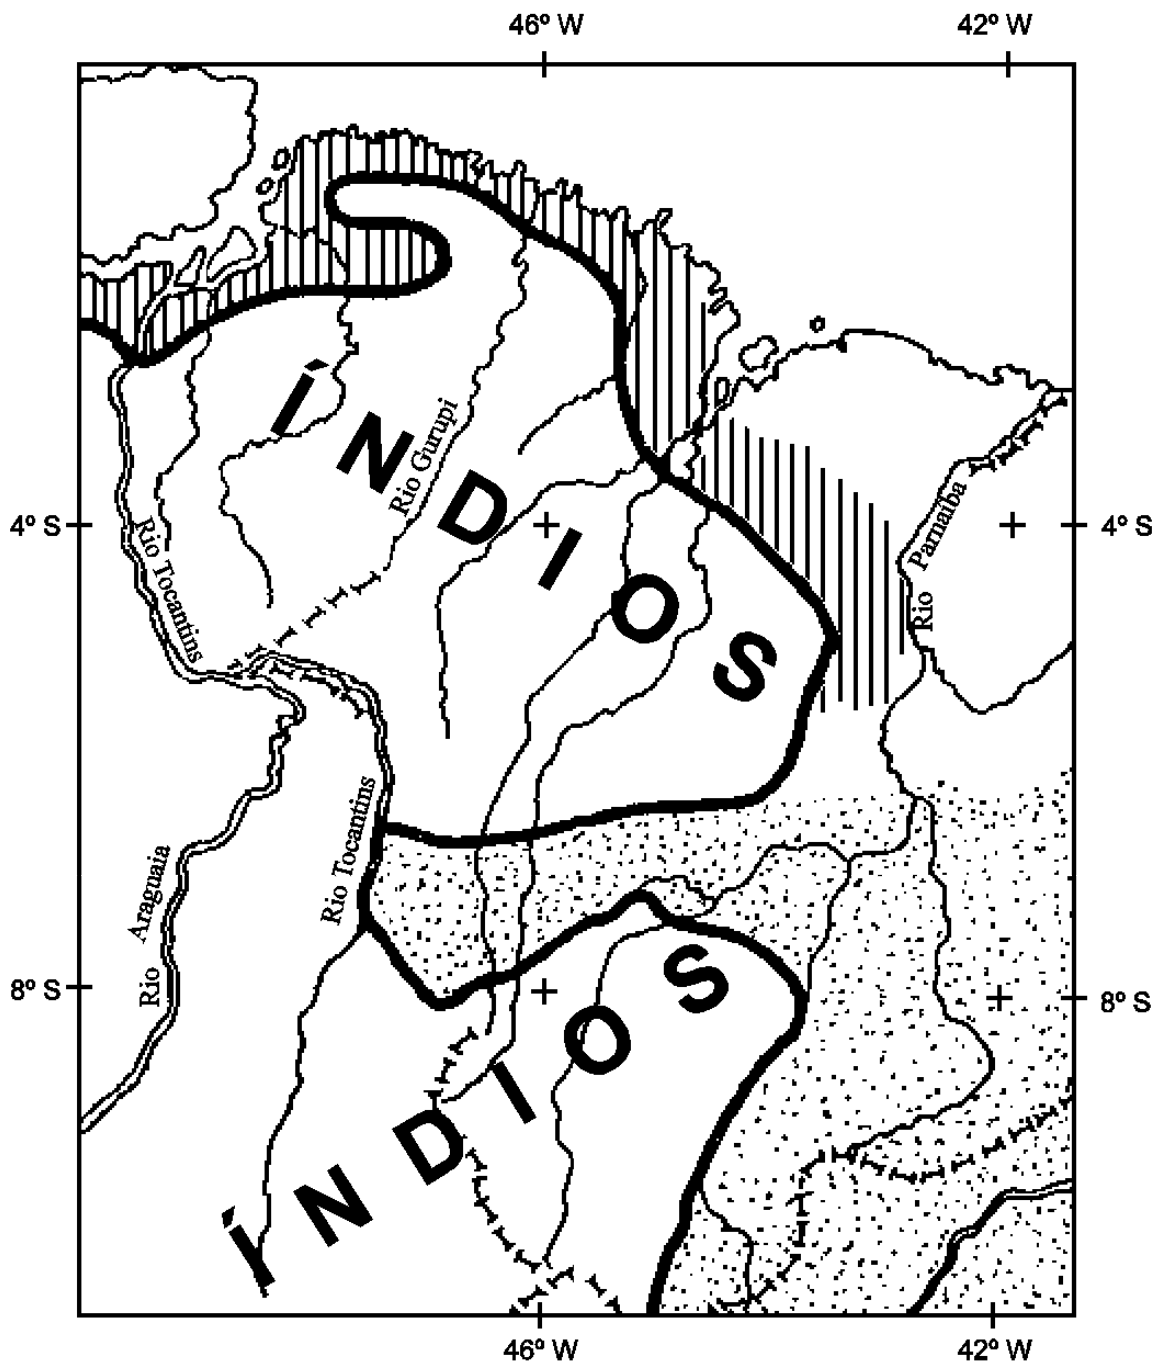 46º W 42º W
ÍNDIOS
Rio Gurupi
4º S 4º S
Rio Parnaiba
Rio Tocantins
Rio Tocantins
Rio Araguaia
8º S 8º S
ÍNDIOS
46º W 42º W